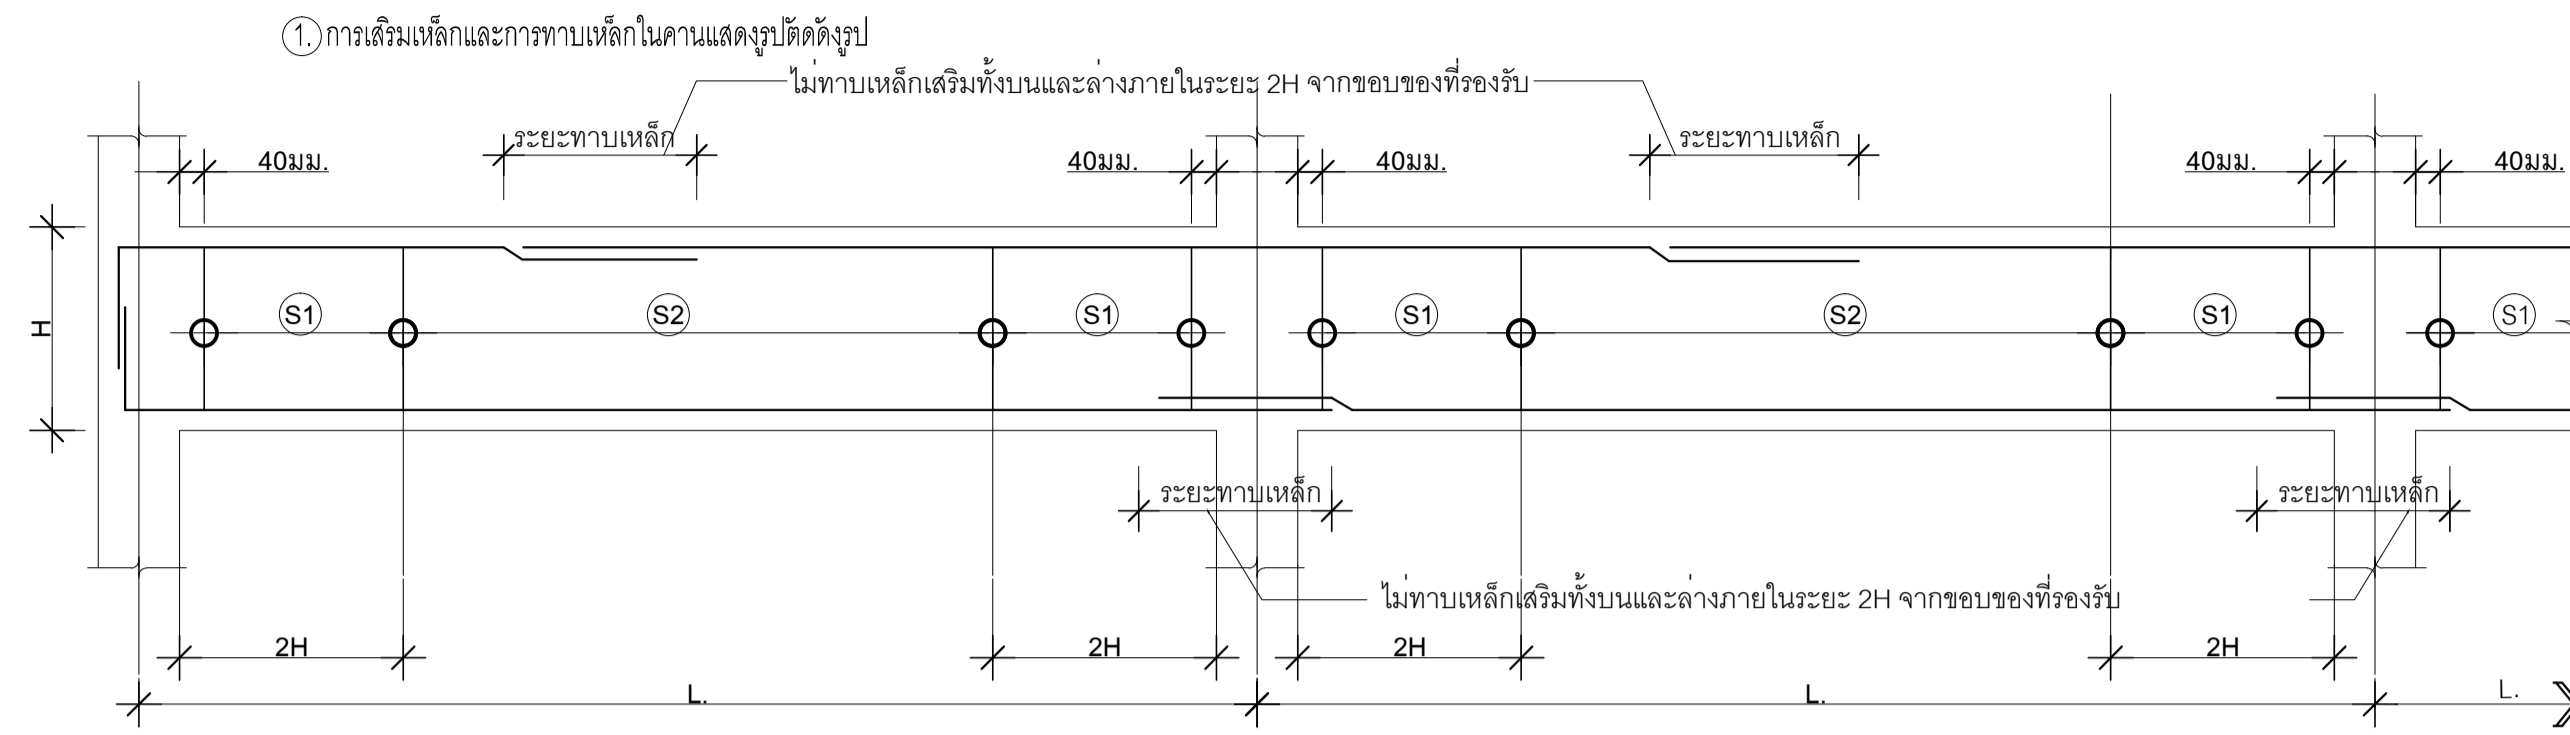 1. การเสริมเหล็กและการทาบเหล็กในคานแสดงรูปตัดดังรูป
ไม่ทาบเหล็กเสริมทั้งบนและล่างภายในระยะ 2H จากขอบของที่รองรับ
ระยะทาบเหล็ก ระยะทาบเหล็ก
40มม. 40มม. 40มม. 40มม. 40มม.
H S1 S2 S1 S1 S2 S1 S1
ระยะทาบเหล็ก ระยะทาบเหล็ก
ไม่ทาบเหล็กเสริมทั้งบนและล่างภายในระยะ 2H จากขอบของที่รองรับ
2H 2H 2H 2H
L. L. L.